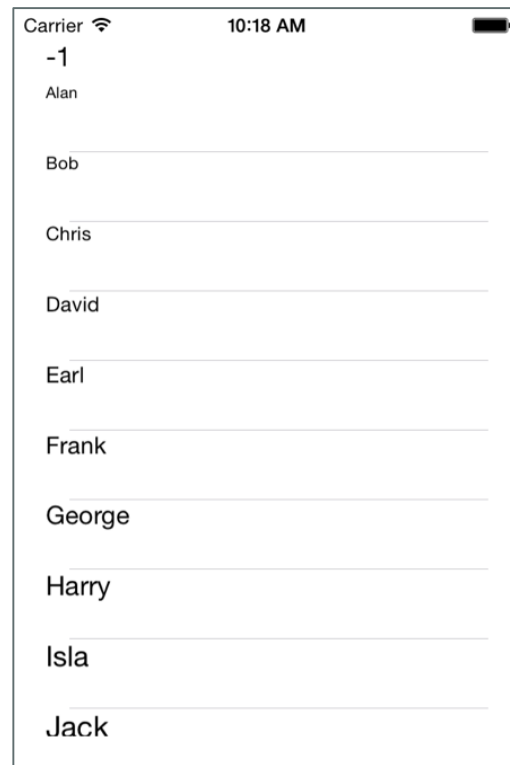 Carrier 10:18 AM
-1
Alan
Bob
Chris
David
Earl
Frank
George
Harry
Isla
Jack